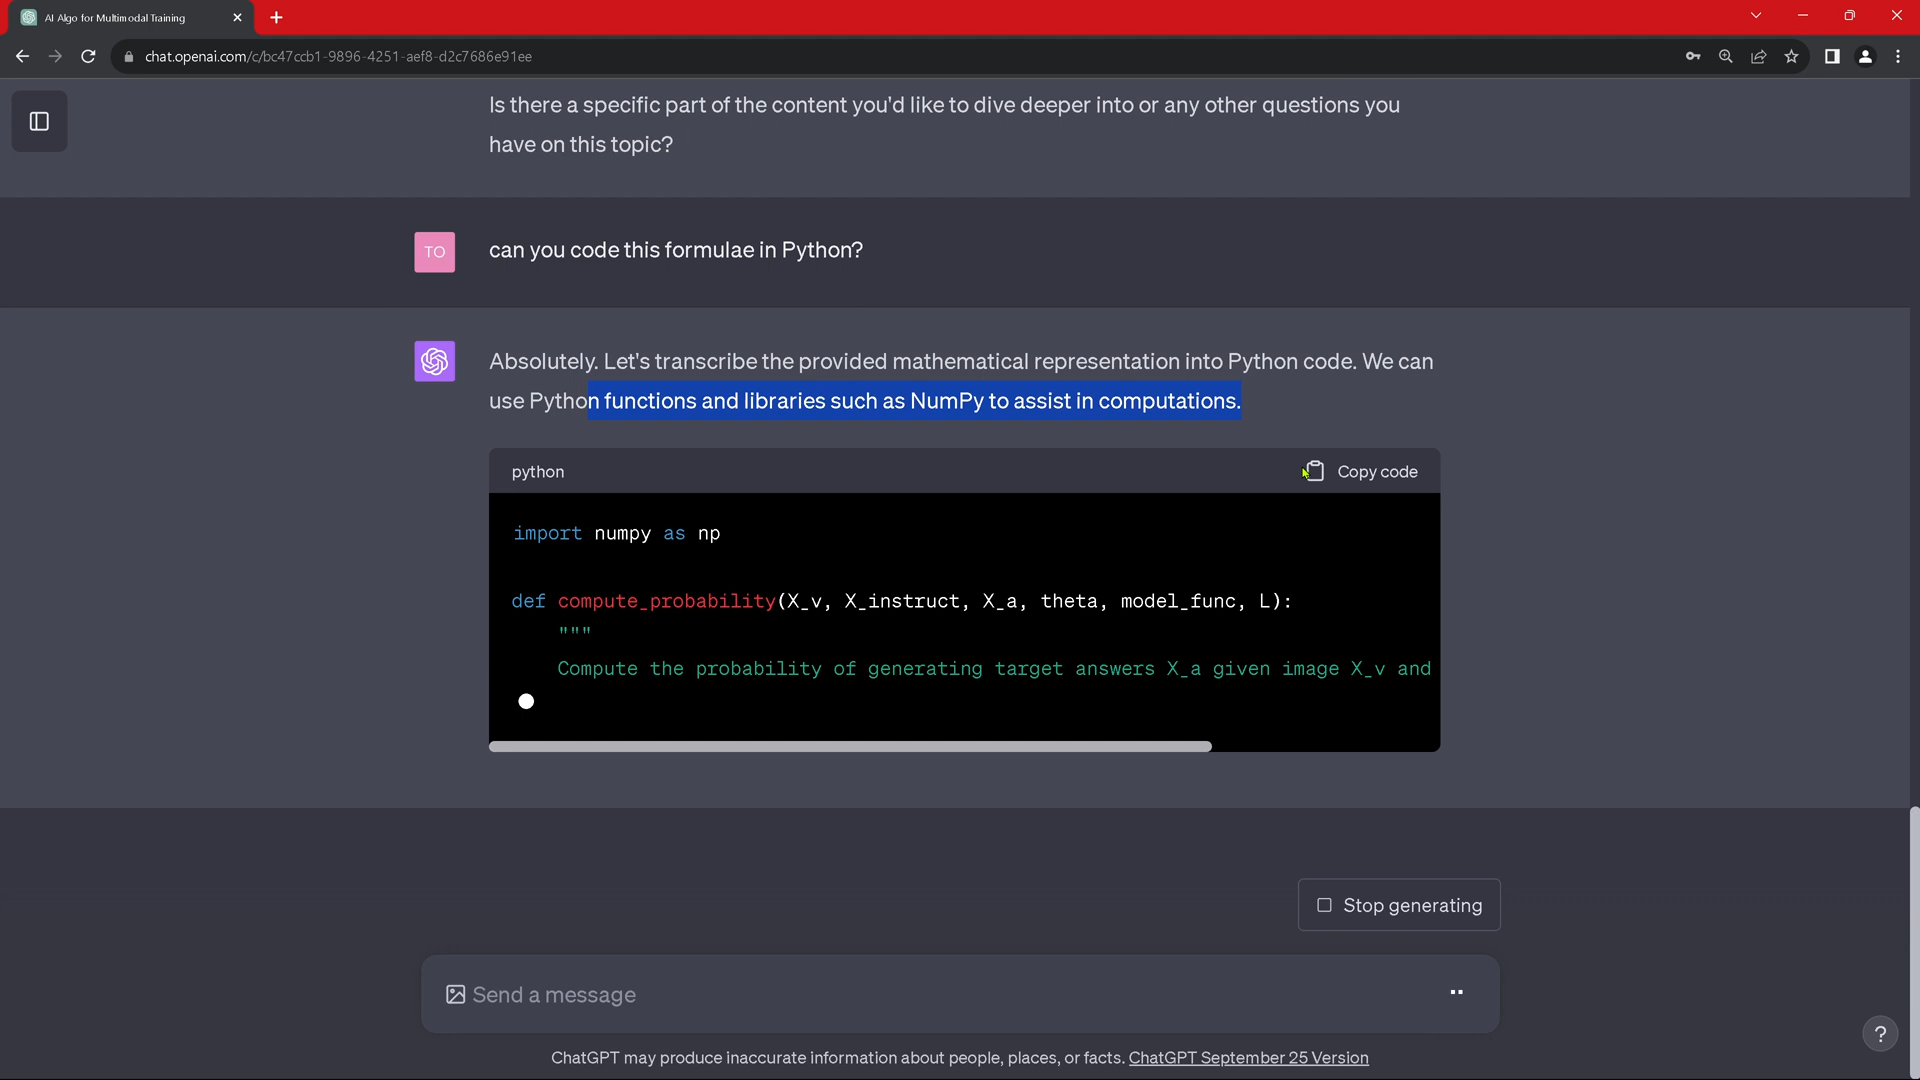 AI Algo for Multimodal Training
chat.openai.com/c/bc47ccb1-9896-4251-aef8-d2c7686e91ee
Is there a specific part of the content you'd like to dive deeper into or any other questions you
have on this topic?
TO
can you code this formulae in Python?
Absolutely. Let's transcribe the provided mathematical representation into Python code. We can
use Python functions and libraries such as NumPy to assist in computations.
python
Copy code
import numpy as np
def compute_probability(X_v, X_instruct, X_a, theta, model_func, L):
"""
Compute the probability of generating target answers X_a given image X_v and
Stop generating
Send a message
ChatGPT may produce inaccurate information about people, places, or facts. ChatGPT September 25 Version
?